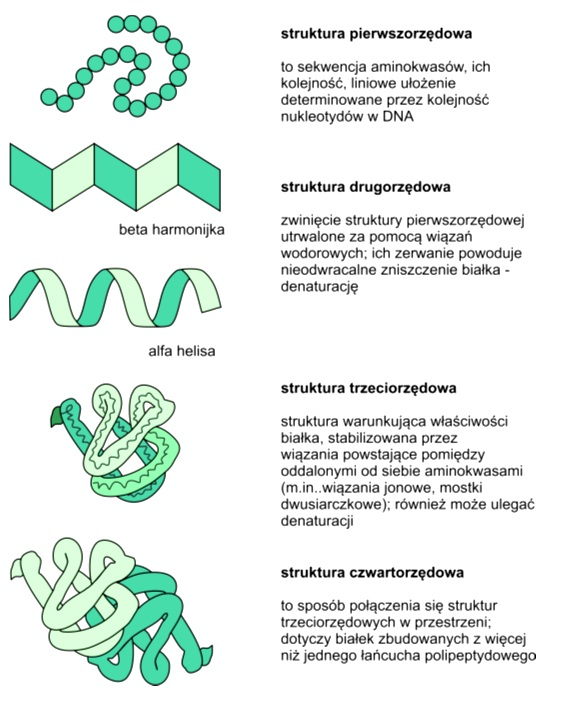 struktura pierwszorzędowa
to sekwencja aminokwasów, ich
kolejność, liniowe ułożenie
determinowane przez kolejność
nukleotydów w DNA
beta harmonijka
struktura drugorzędowa
zwinięcie struktury pierwszorzędowej
utrwalone za pomocą wiązań
wodorowych; ich zerwanie powoduje
nieodwracalne zniszczenie białka -
denaturację
alfa helisa
struktura trzeciorzędowa
struktura warunkująca właściwości
białka, stabilizowana przez
wiązania powstające pomiędzy
oddalonymi od siebie aminokwasami
(m.in..wiązania jonowe, mostki
dwusiarczkowe); również może ulegać
denaturacji
struktura czwartorzędowa
to sposób połączenia się struktur
trzeciorzędowych w przestrzeni;
dotyczy białek zbudowanych z więcej
niż jednego łańcucha polipeptydowego